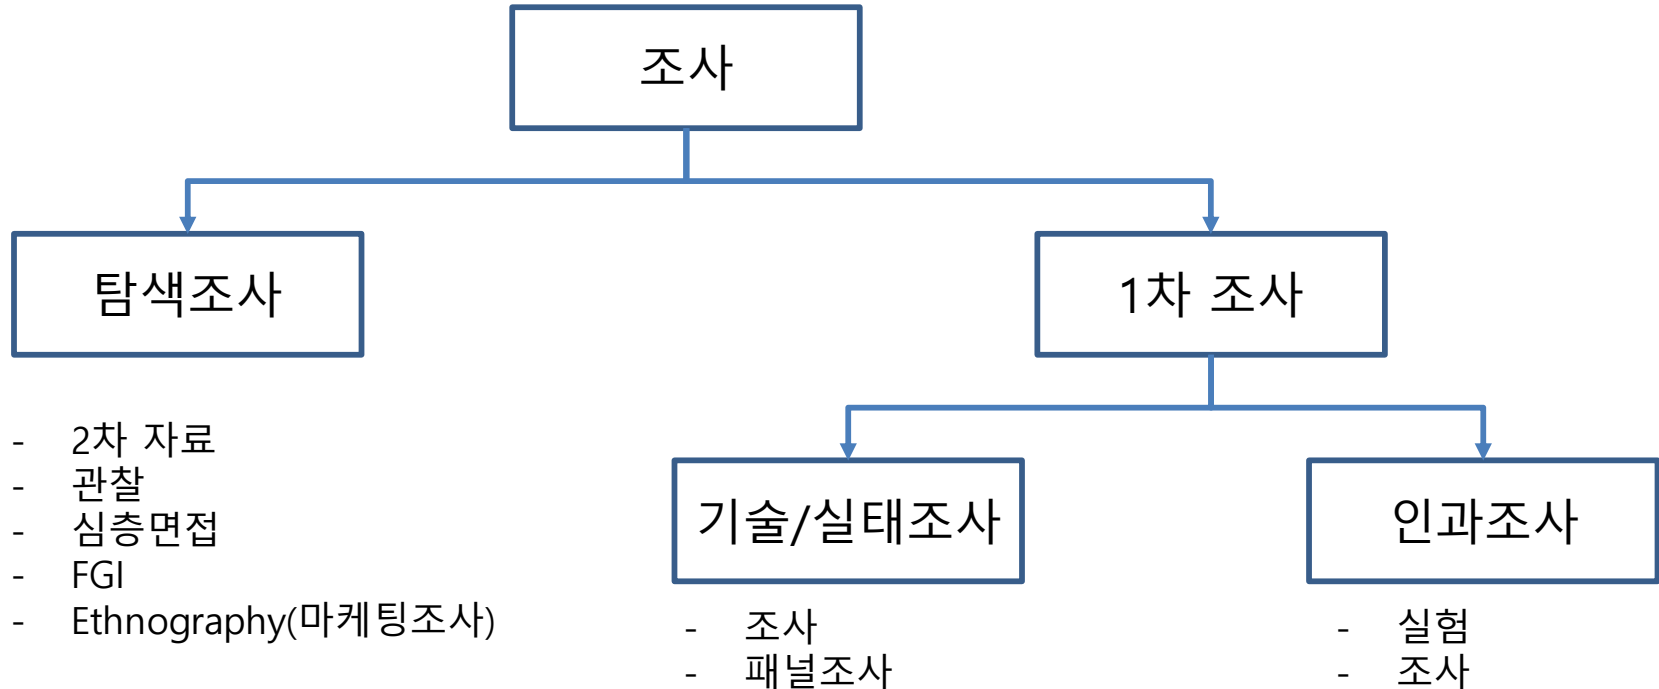 조사
탐색조사
1차 조사
- 2차 자료
- 관찰
- 심층면접
- FGI
- Ethnography(마케팅조사)
기술/실태조사
인과조사
- 조사
- 패널조사
- 실험
- 조사